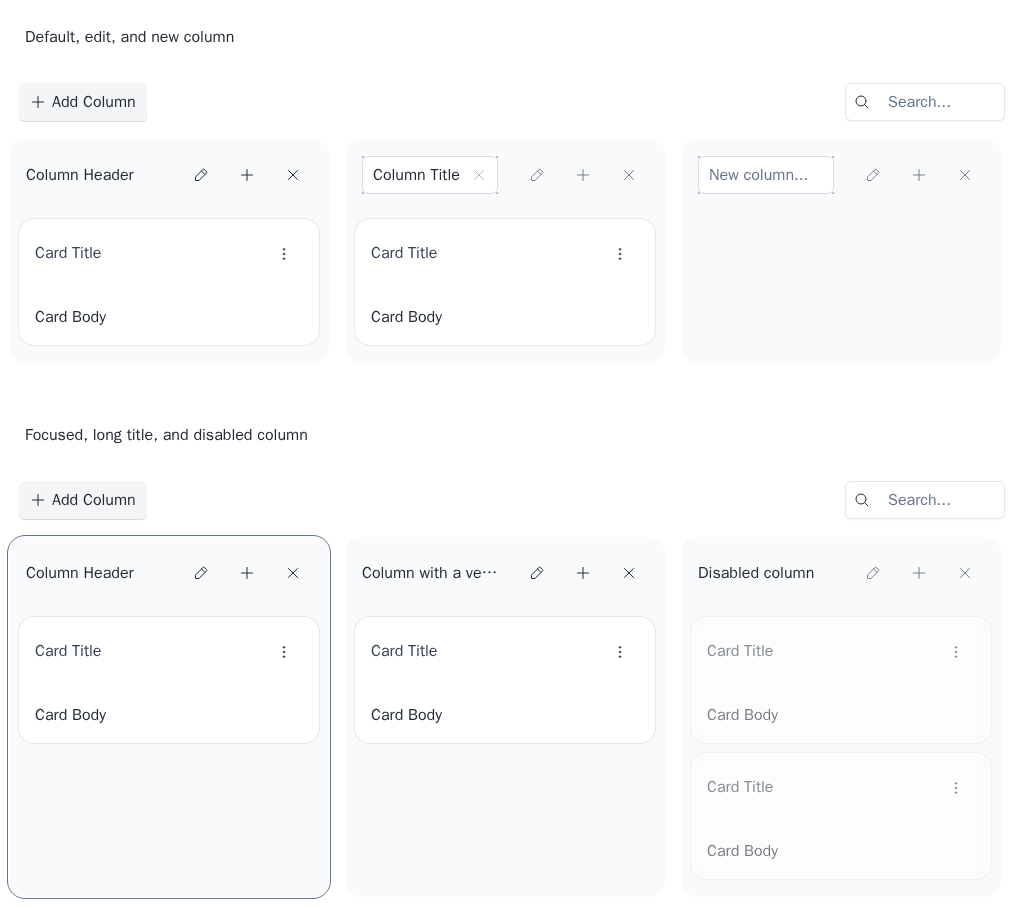 Default, edit, and new column
Add Column
Search...
Column Header
Column Title
New column...
Card Title
Card Title
Card Body
Card Body
Focused, long title, and disabled column
Add Column
Search...
Column Header
Column with a ve···
Disabled column
Card Title
Card Title
Card Title
Card Body
Card Body
Card Body
Card Title
Card Body